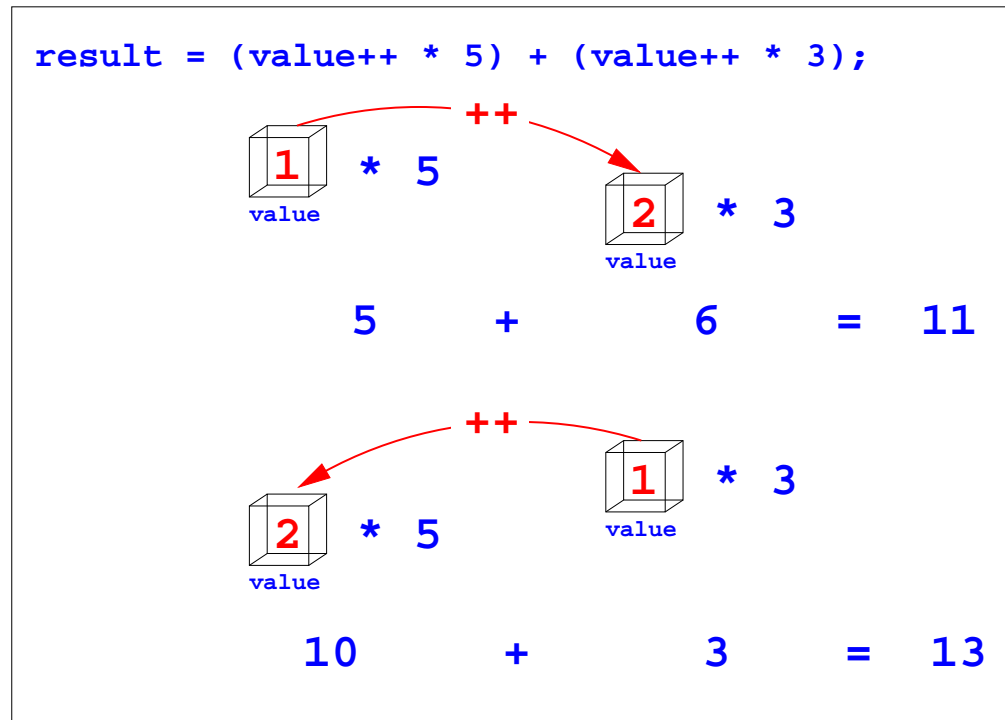 result = (value++ * 5) + (value++ * 3);
++
1 * 5
value
2 * 3
value
5 + 6 = 11
++
1 * 3
value
2 * 5
value
10 + 3 = 13